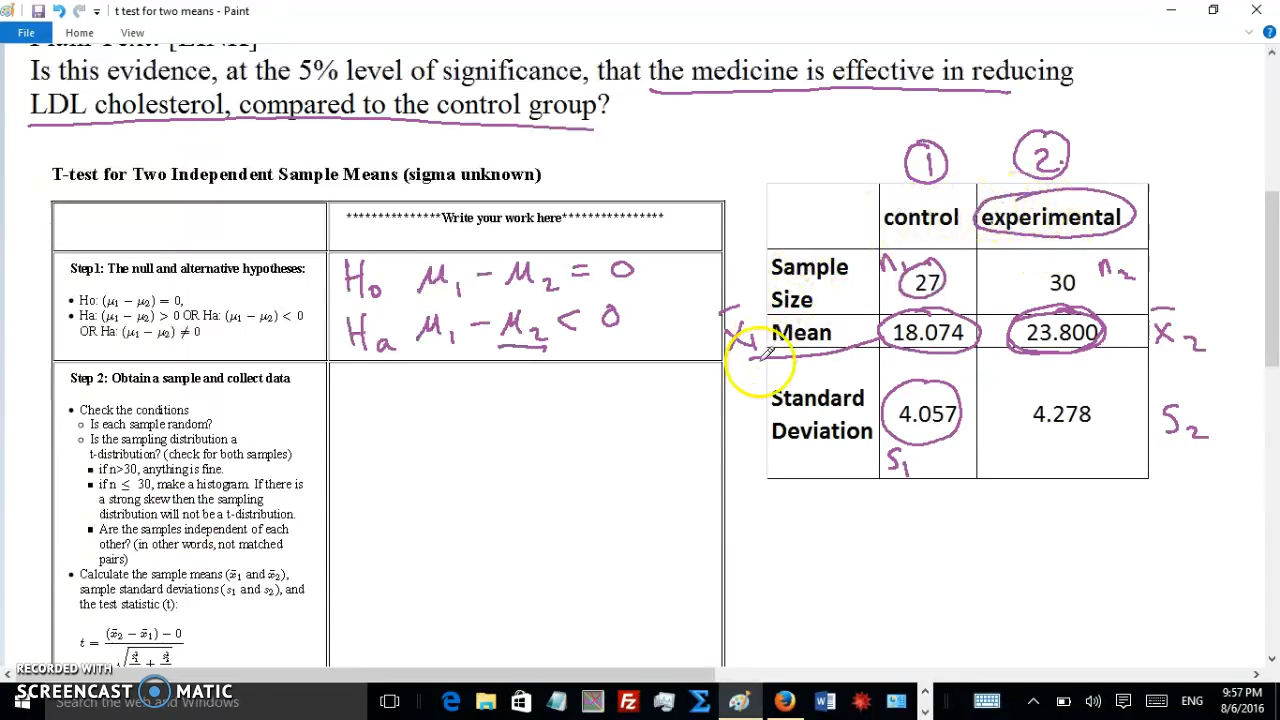 t test for two means - Paint
File Home View
Is this evidence, at the 5% level of significance, that the medicine is effective in reducing
LDL cholesterol, compared to the control group?
T-test for Two Independent Sample Means (sigma unknown)
***************Write your work here****************
Step1: The null and alternative hypotheses:
• Ho: (μ₁ − μ₂) = 0,
• Ha: (μ₁ − μ₂) > 0 OR Ha: (μ₁ − μ₂) < 0
OR Ha: (μ₁ − μ₂) ≠ 0
H₀ μ₁ − μ₂ = 0
Ha μ₁ − μ₂ < 0
Step 2: Obtain a sample and collect data
• Check the conditions
○ Is each sample random?
○ Is the sampling distribution a
t-distribution? (check for both samples)
■ if n>30, anything is fine.
■ if n ≤ 30, make a histogram. If there is
a strong skew then the sampling
distribution will not be a t-distribution.
■ Are the samples independent of each
other? (in other words, not matched
pairs)
• Calculate the sample means (x̄₁ and x̄₂),
sample standard deviations (s₁ and s₂), and
the test statistic (t):
t = (x̄₂ − x̄₁) − 0
1 2
control experimental
Sample Size n₁ 27 30 n₂
x̄₁ Mean 18.074 23.800 x̄₂
Standard Deviation 4.057 4.278 S₂
S₁
RECORDED WITH
SCREENCAST MATIC
Search the web and Windows
ENG
9:57 PM
8/6/2016